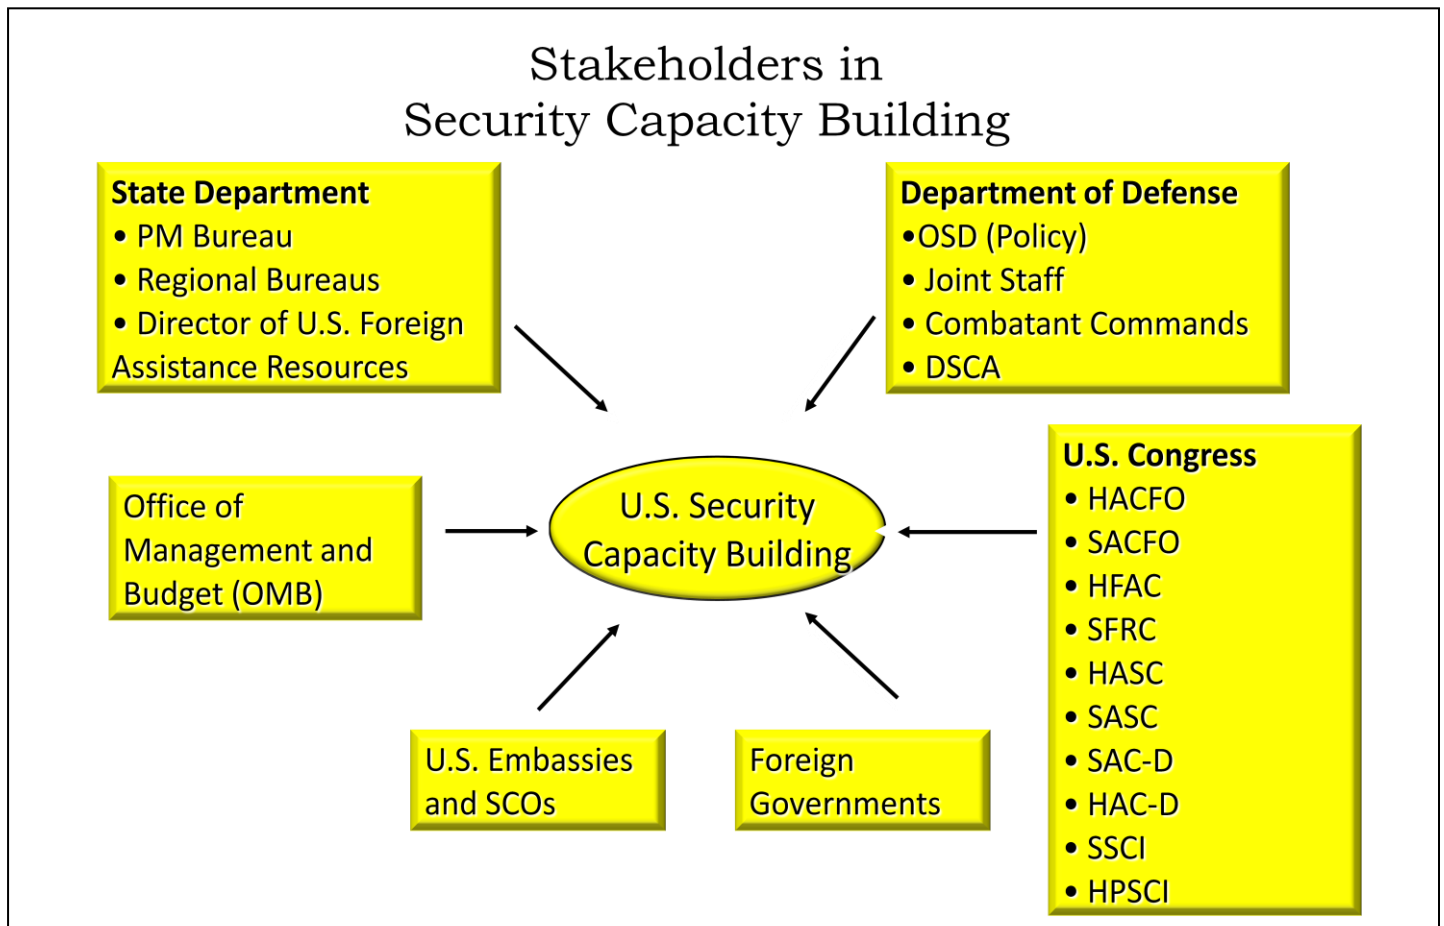 Stakeholders in
Security Capacity Building
State Department
• PM Bureau
• Regional Bureaus
• Director of U.S. Foreign
Assistance Resources
Department of Defense
•OSD (Policy)
• Joint Staff
• Combatant Commands
• DSCA
Office of
Management and
Budget (OMB)
U.S. Security
Capacity Building
U.S. Congress
• HACFO
• SACFO
• HFAC
• SFRC
• HASC
• SASC
• SAC-D
• HAC-D
• SSCI
• HPSCI
U.S. Embassies
and SCOs
Foreign
Governments